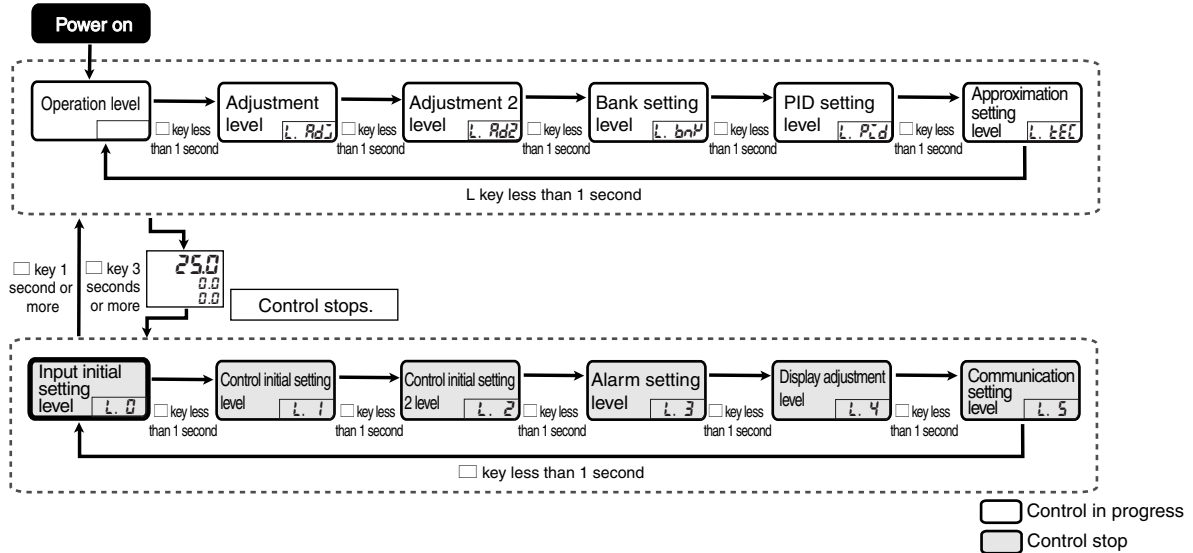 Power on
Operation level
Adjustment
level L. AdJ
Adjustment 2
level L. Ad2
Bank setting
level L. bnK
PID setting
level L. Pid
Approximation
setting
level L. tEC
□ key less
than 1 second
□ key less
than 1 second
□ key less
than 1 second
□ key less
than 1 second
□ key less
than 1 second
L key less than 1 second
□ key 1
second or
more
□ key 3
seconds
or more
25.0
0.0
0.0
Control stops.
Input initial
setting
level L. 0
Control initial setting
level L. 1
Control initial setting
2 level L. 2
Alarm setting
level L. 3
Display adjustment
level L. 4
Communication
setting
level L. 5
□ key less
than 1 second
□ key less
than 1 second
□ key less
than 1 second
□ key less
than 1 second
□ key less
than 1 second
□ key less than 1 second
Control in progress
Control stop